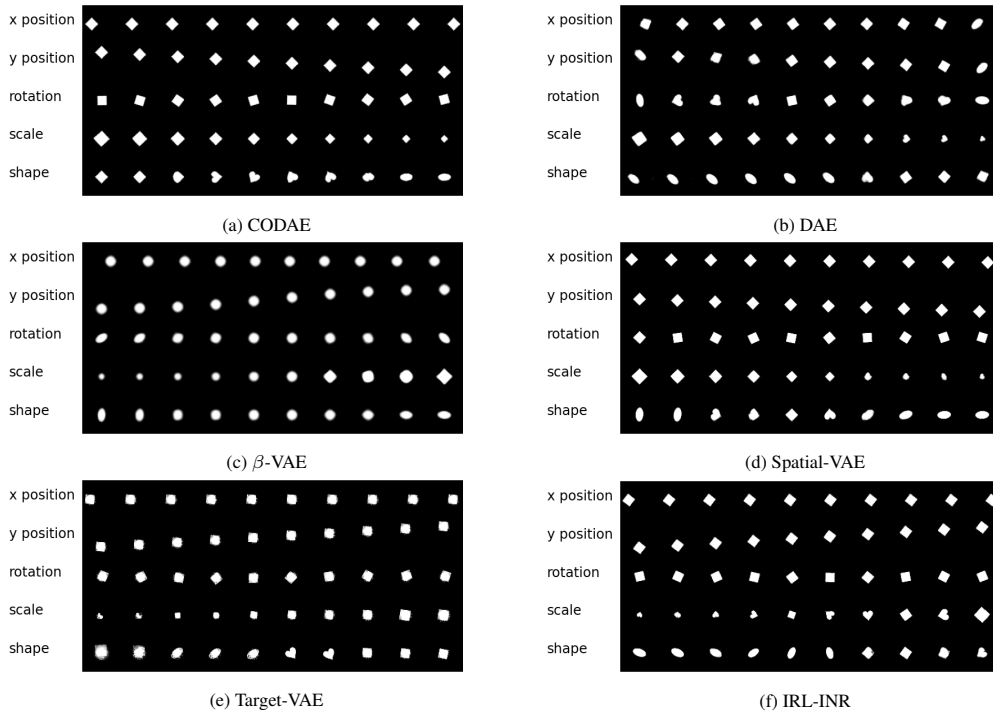 x position
y position
rotation
scale
shape
(a) CODAE
x position
y position
rotation
scale
shape
(b) DAE
x position
y position
rotation
scale
shape
(c) β-VAE
x position
y position
rotation
scale
shape
(d) Spatial-VAE
x position
y position
rotation
scale
shape
(e) Target-VAE
x position
y position
rotation
scale
shape
(f) IRL-INR